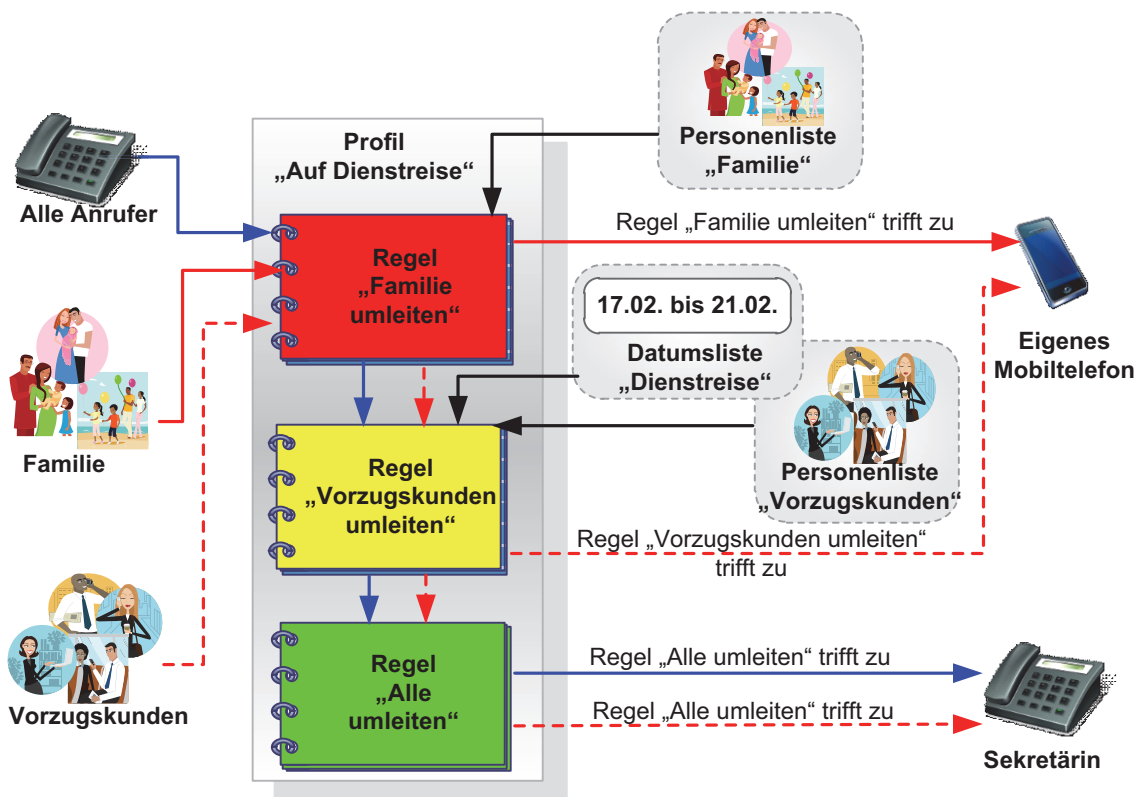 Alle Anrufer
Familie
Vorzugskunden
Profil
„Auf Dienstreise“
Regel
„Familie
umleiten“
Regel
„Vorzugskunden
umleiten“
Regel
„Alle
umleiten“
Personenliste
„Familie“
17.02. bis 21.02.
Datumsliste
„Dienstreise“
Personenliste
„Vorzugskunden“
Regel „Familie umleiten“ trifft zu
Regel „Vorzugskunden umleiten“
trifft zu
Regel „Alle umleiten“ trifft zu
Regel „Alle umleiten“ trifft zu
Eigenes
Mobiltelefon
Sekretärin